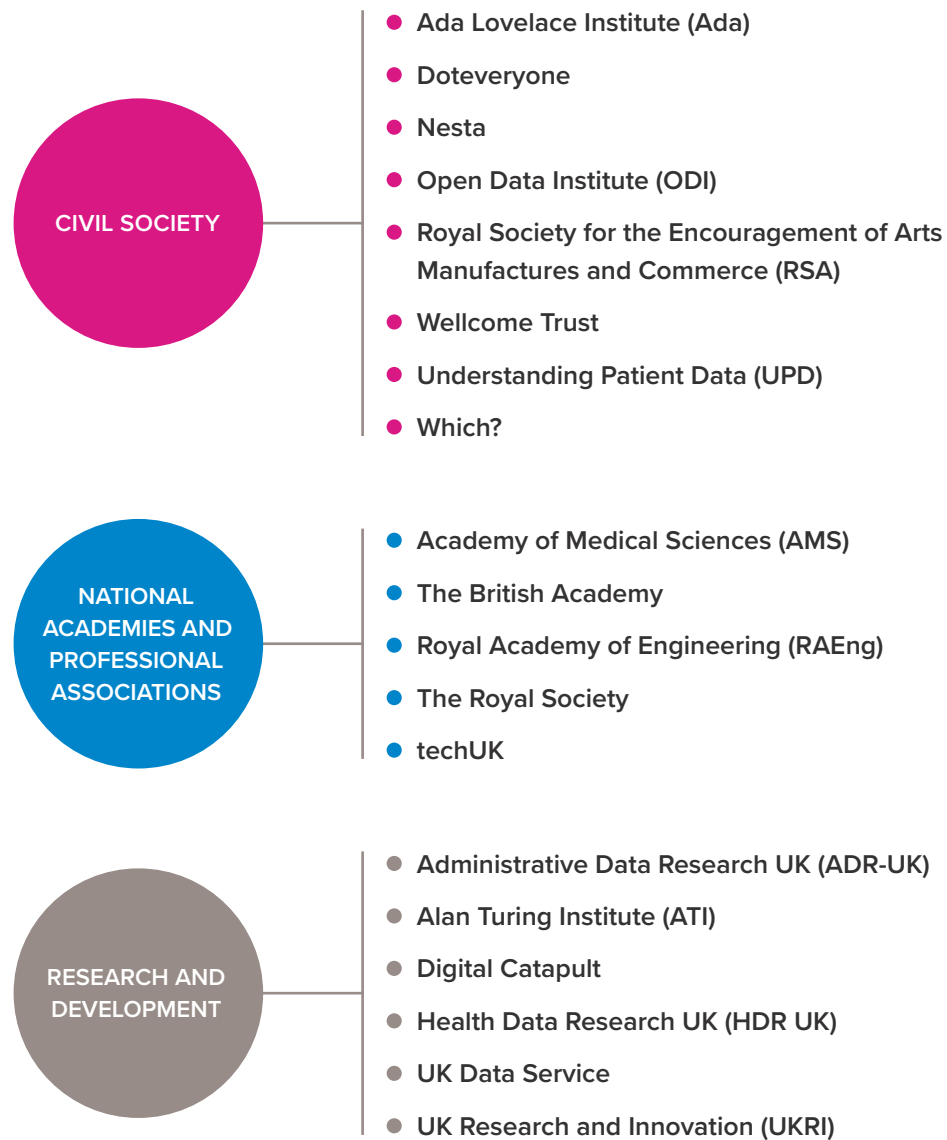 CIVIL SOCIETY
Ada Lovelace Institute (Ada)
Doteveryone
Nesta
Open Data Institute (ODI)
Royal Society for the Encouragement of Arts
Manufactures and Commerce (RSA)
Wellcome Trust
Understanding Patient Data (UPD)
Which?
NATIONAL
ACADEMIES AND
PROFESSIONAL
ASSOCIATIONS
Academy of Medical Sciences (AMS)
The British Academy
Royal Academy of Engineering (RAEng)
The Royal Society
techUK
RESEARCH AND
DEVELOPMENT
Administrative Data Research UK (ADR-UK)
Alan Turing Institute (ATI)
Digital Catapult
Health Data Research UK (HDR UK)
UK Data Service
UK Research and Innovation (UKRI)